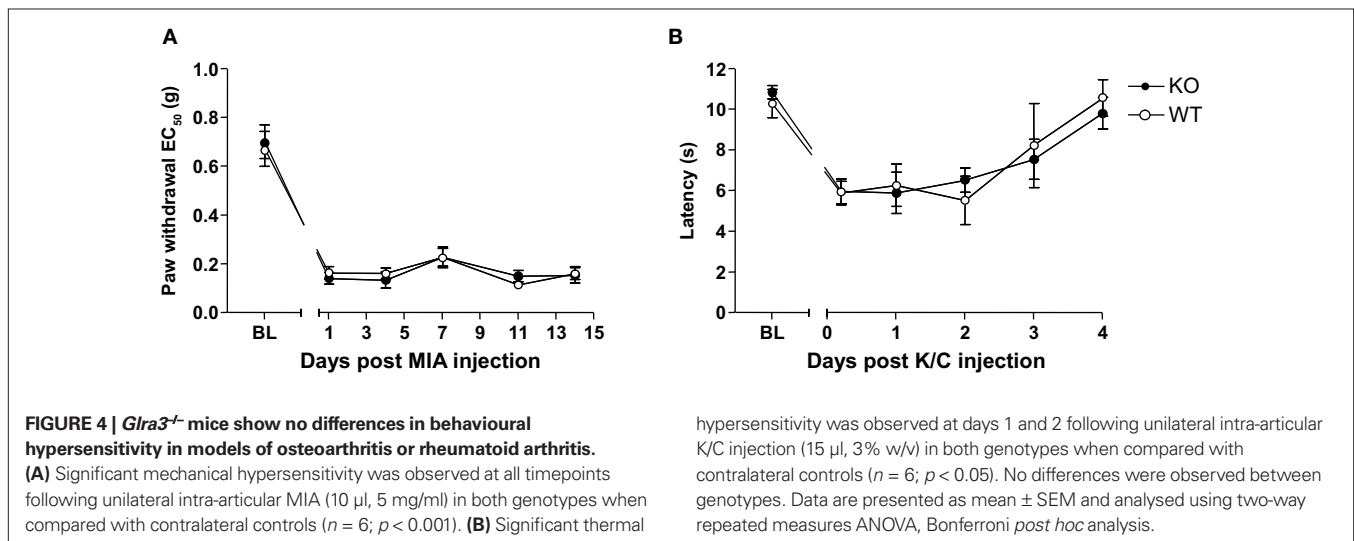 A
Paw withdrawal EC50 (g)
1.0
0.8
0.6
0.4
0.2
0.0
BL
1 3 5 7 9 11 13 15
Days post MIA injection
B
Latency (s)
12
10
8
6
4
2
0
BL
0 1 2 3 4
Days post K/C injection
KO
WT
FIGURE 4 | Glra3–/– mice show no differences in behavioural
hypersensitivity in models of osteoarthritis or rheumatoid arthritis.
(A) Significant mechanical hypersensitivity was observed at all timepoints
following unilateral intra-articular MIA (10 μl, 5 mg/ml) in both genotypes when
compared with contralateral controls (n = 6; p < 0.001). (B) Significant thermal
hypersensitivity was observed at days 1 and 2 following unilateral intra-articular
K/C injection (15 μl, 3% w/v) in both genotypes when compared with
contralateral controls (n = 6; p < 0.05). No differences were observed between
genotypes. Data are presented as mean ± SEM and analysed using two-way
repeated measures ANOVA, Bonferroni post hoc analysis.